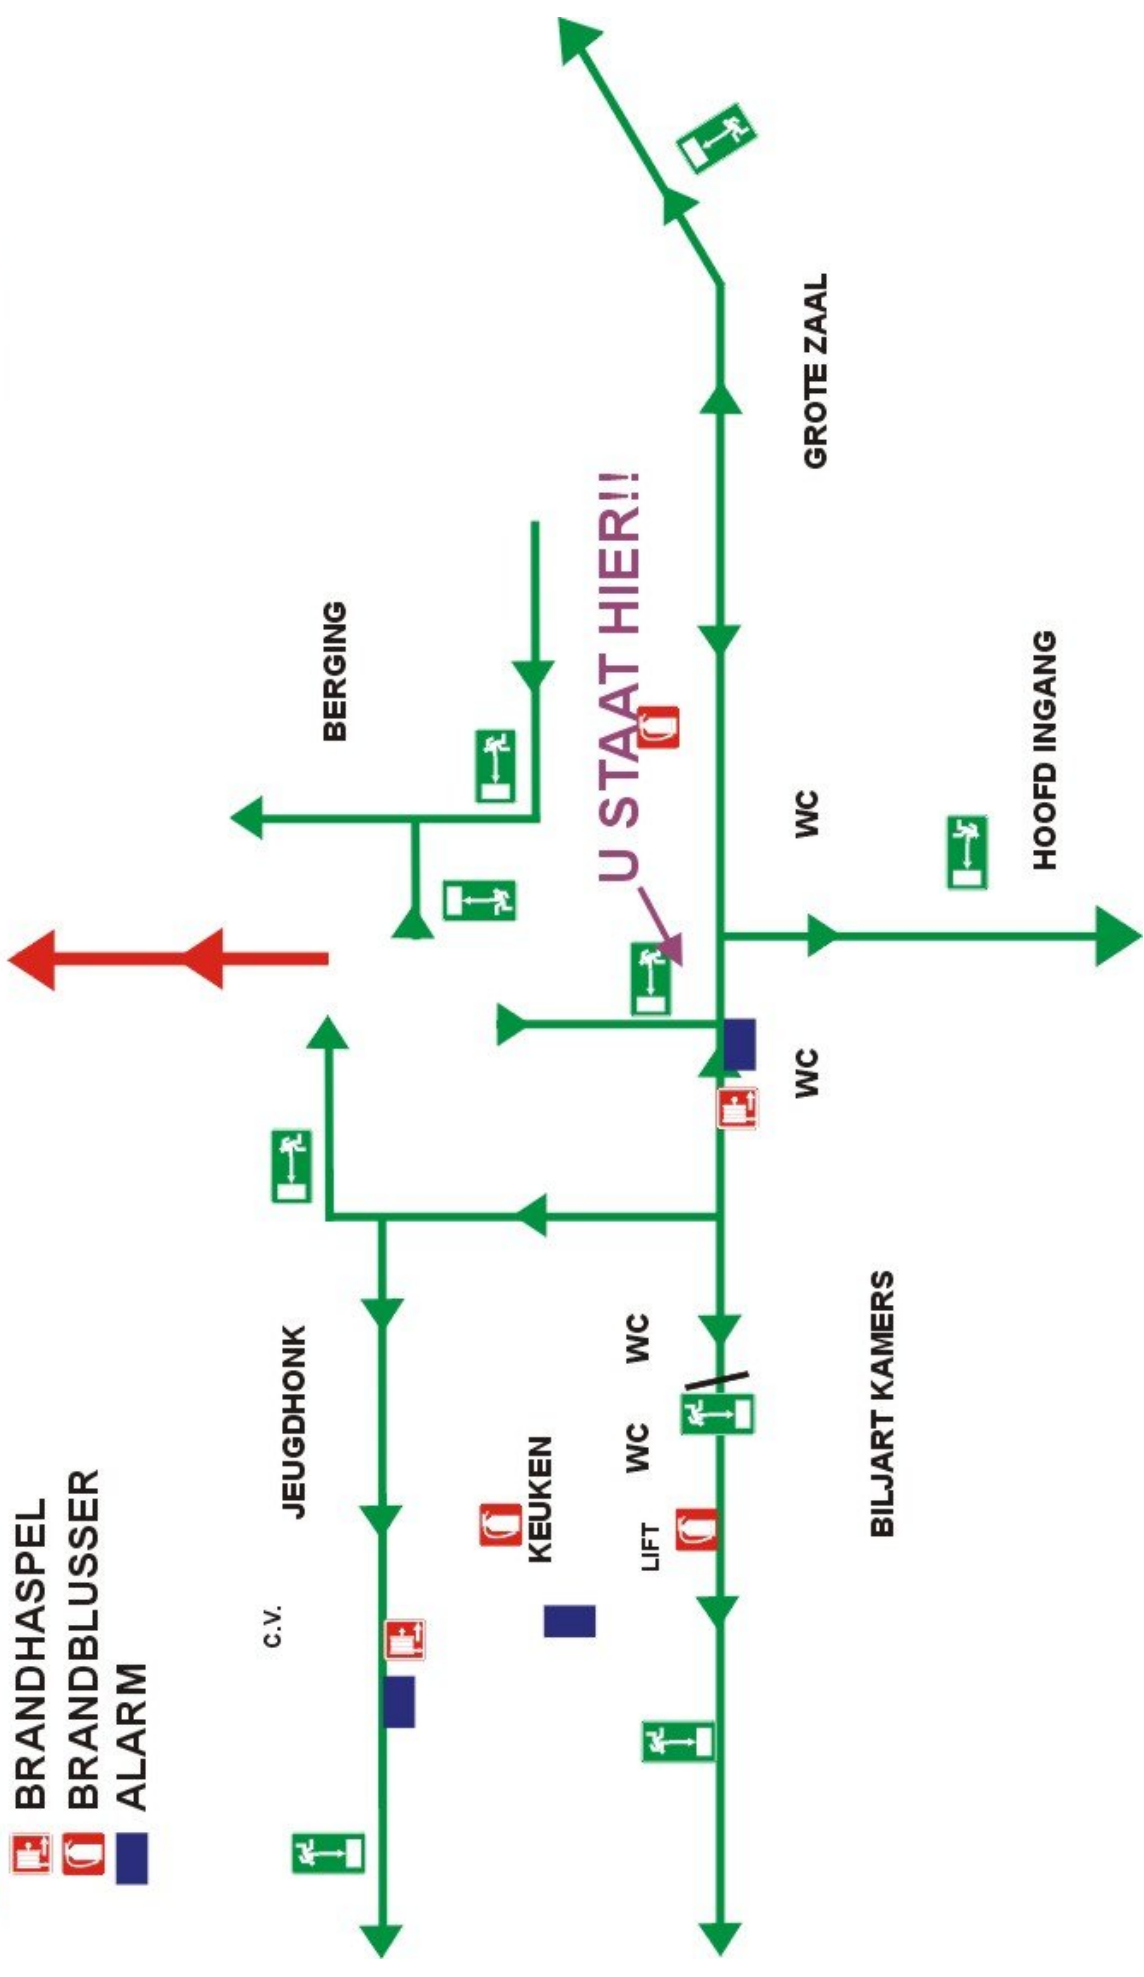 BRANDHASPEL
BRANDBLUSSER
ALARM
C.V.
JEUGDHONK
BERGING
KEUKEN
LIFT
WC
WC
U STAAT HIER!!
WC
WC
GROTE ZAAL
BILJART KAMERS
HOOFD INGANG